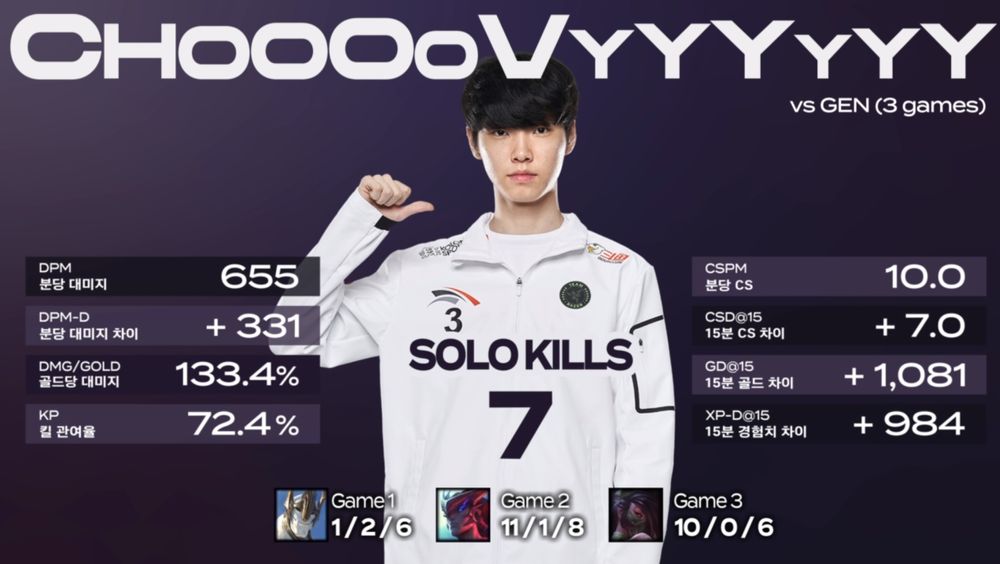 CHOOOOVYYYYYY
vs GEN (3 games)
DPM
분당 대미지
655
DPM-D
분당 대미지 차이
+ 331
DMG/GOLD
골드당 대미지
133.4%
KP
킬 관여율
72.4%
TEAM
RAZER
3
SOLO KILLS
7
CSPM
분당 CS
10.0
CSD@15
15분 CS 차이
+ 7.0
GD@15
15분 골드 차이
+ 1,081
XP-D@15
15분 경험치 차이
+ 984
Game 1
1/2/6
Game 2
11/1/8
Game 3
10/0/6